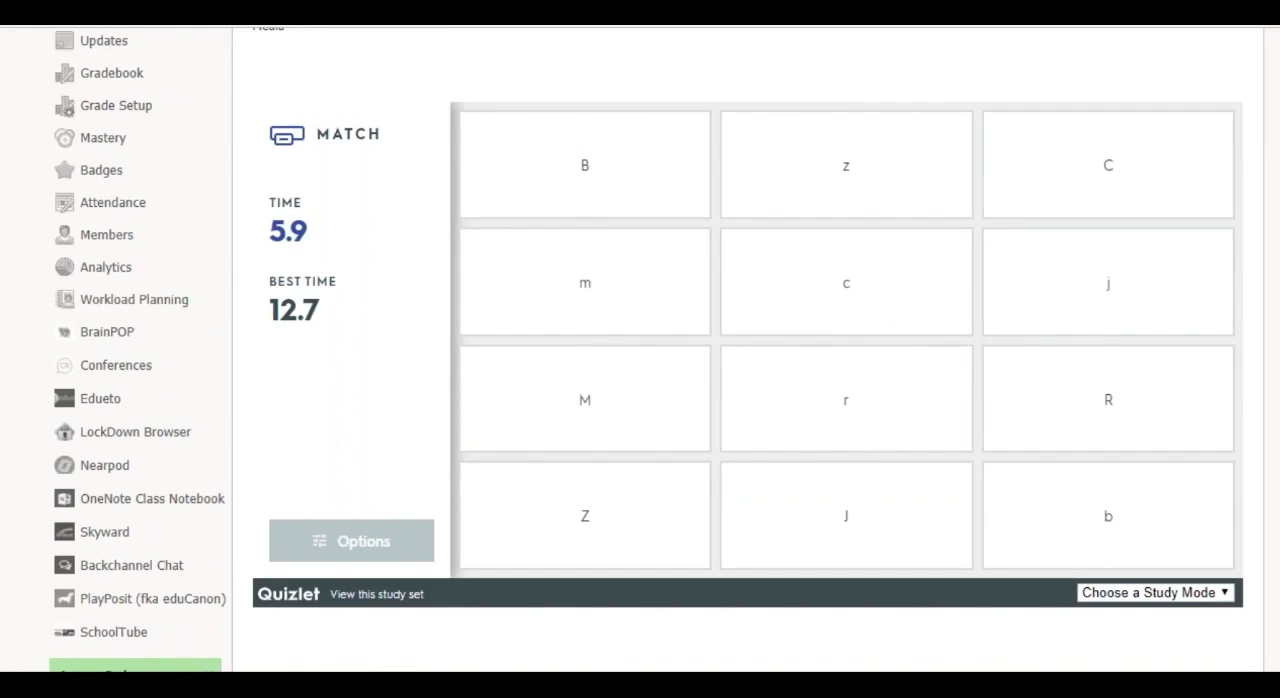 Updates
Gradebook
Grade Setup
Mastery
Badges
Attendance
Members
Analytics
Workload Planning
BrainPOP
Conferences
Edueto
LockDown Browser
Nearpod
OneNote Class Notebook
Skyward
Backchannel Chat
PlayPosit (fka eduCanon)
SchoolTube
MATCH
TIME
5.9
BEST TIME
12.7
Options
B z C
m c j
M r R
Z J b
Quizlet View this study set Choose a Study Mode